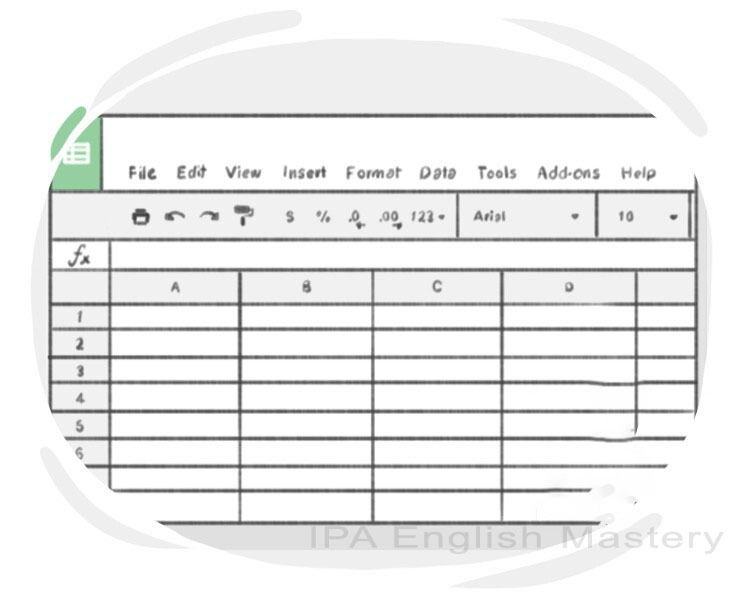 File Edit View Insert Format Data Tools Add-ons Help
$ % .0 .00 123 Arial 10
fx
A B C D
1
2
3
4
5
6
IPA English Mastery